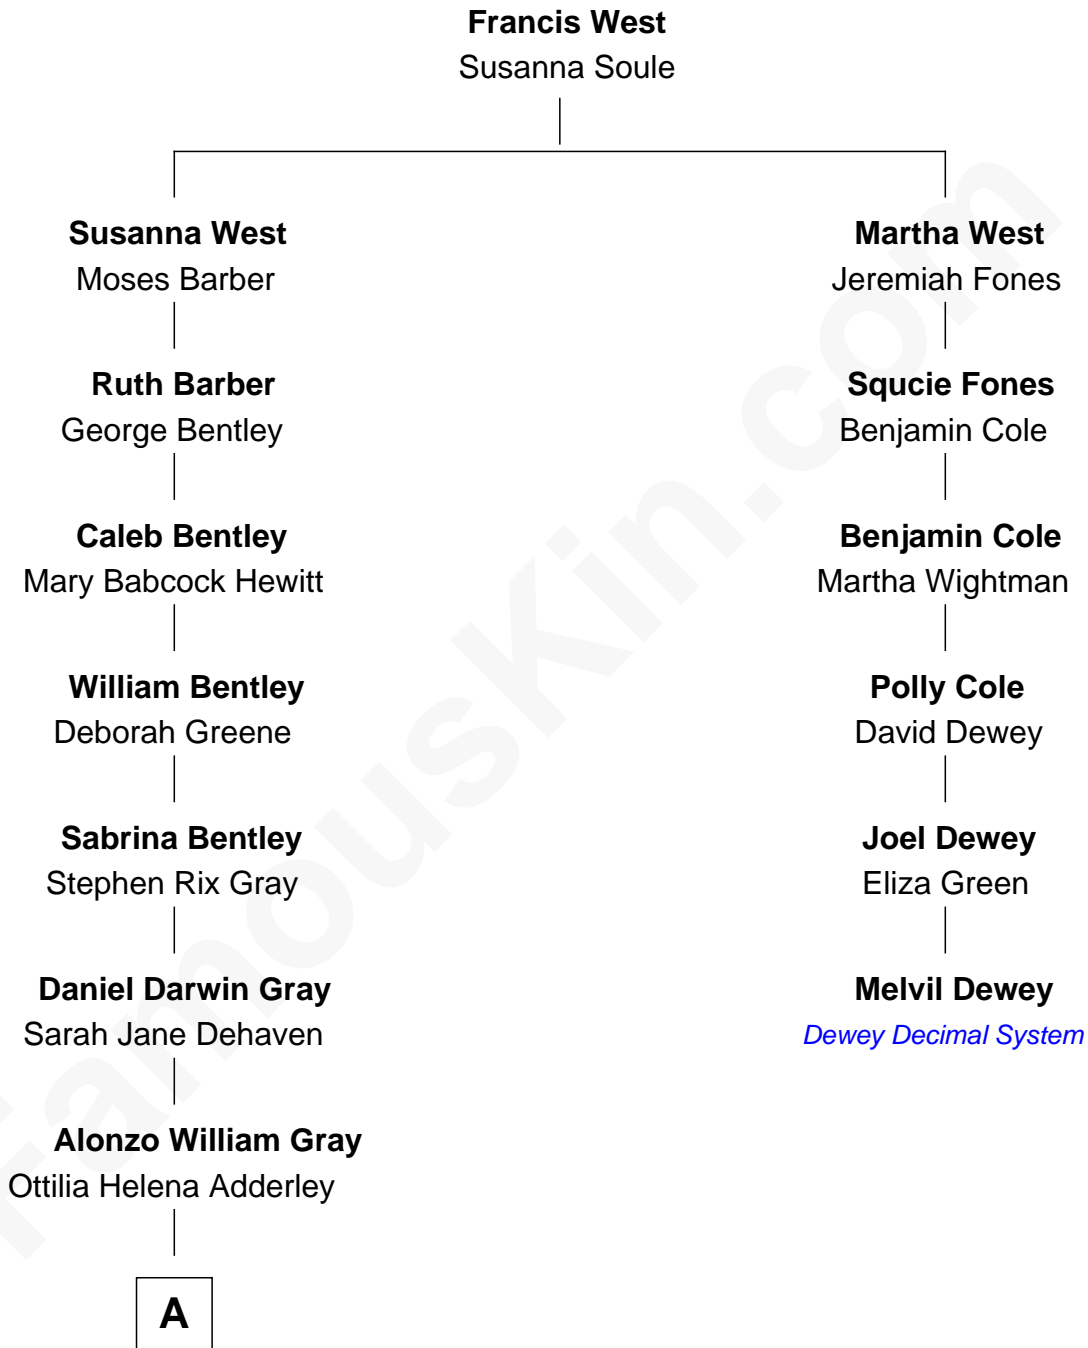 Francis West
Susanna Soule
Susanna West
Moses Barber
Martha West
Jeremiah Fones
Ruth Barber
George Bentley
Squcie Fones
Benjamin Cole
Caleb Bentley
Mary Babcock Hewitt
Benjamin Cole
Martha Wightman
William Bentley
Deborah Greene
Polly Cole
David Dewey
Sabrina Bentley
Stephen Rix Gray
Joel Dewey
Eliza Green
Daniel Darwin Gray
Sarah Jane Dehaven
Melvil Dewey
Dewey Decimal System
Alonzo William Gray
Ottilia Helena Adderley
A
FamousKin.com